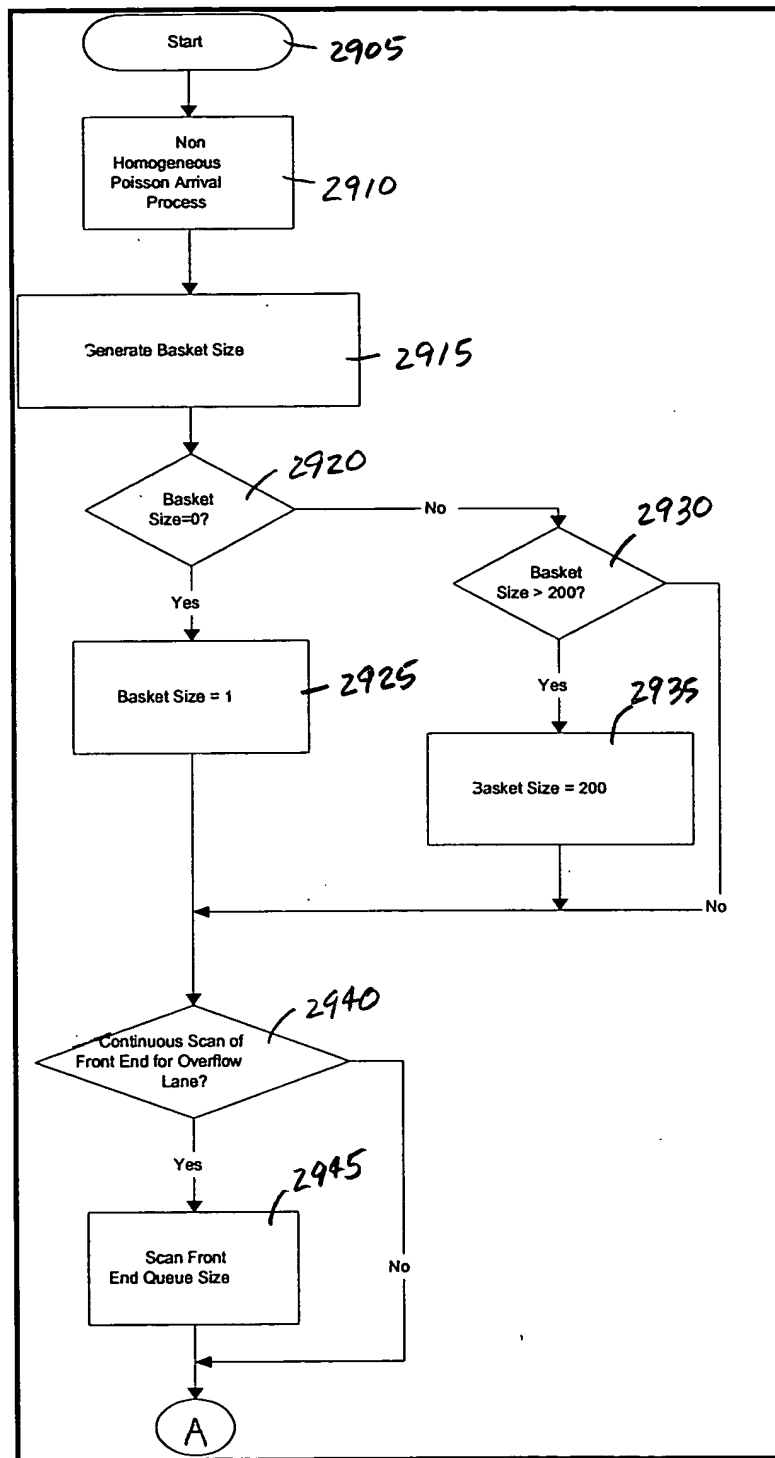 Start
2905
Non
Homogeneous
Poisson Arrival
Process
2910
Generate Basket Size
2915
2920
Basket
Size=0?
No
2930
Basket
Size > 200?
Yes
2925
Basket Size = 1
Yes
2935
Basket Size = 200
No
2940
Continuous Scan of
Front End for Overflow
Lane?
Yes
2945
Scan Front
End Queue Size
No
A